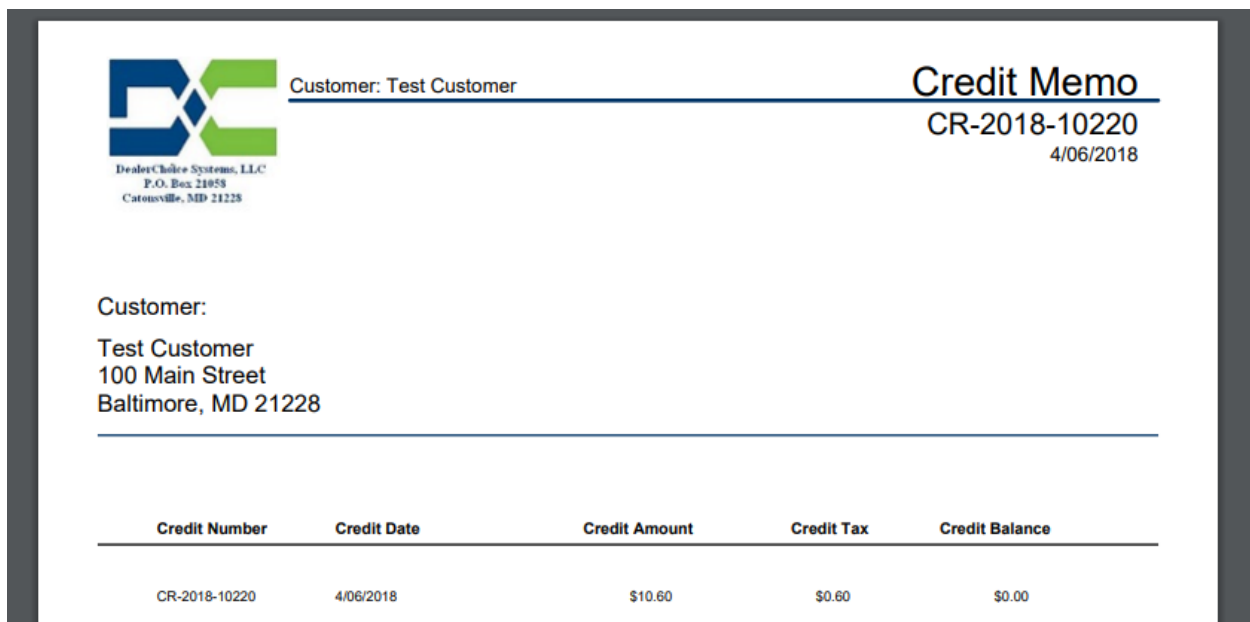 Customer: Test Customer
Credit Memo
CR-2018-10220
4/06/2018
DealerChoice Systems, LLC
P.O. Box 21058
Catonsville, MD 21228
Customer:
Test Customer
100 Main Street
Baltimore, MD 21228
Credit Number Credit Date Credit Amount Credit Tax Credit Balance
CR-2018-10220 4/06/2018 $10.60 $0.60 $0.00